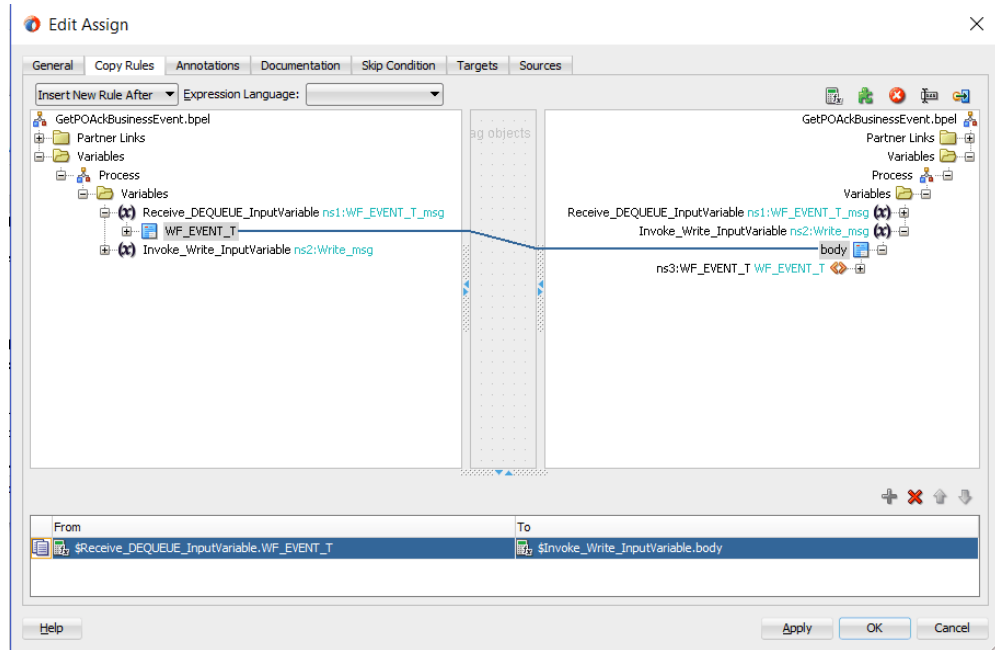 Edit Assign
General Copy Rules Annotations Documentation Skip Condition Targets Sources
Insert New Rule After Expression Language:
GetPOAckBusinessEvent.bpel
Partner Links
Variables
Process
Variables
Receive_DEQUEUE_InputVariable ns1:WF_EVENT_T_msg
WF_EVENT_T
Invoke_Write_InputVariable ns2:Write_msg
ag objects
GetPOAckBusinessEvent.bpel
Partner Links
Variables
Process
Variables
Receive_DEQUEUE_InputVariable ns1:WF_EVENT_T_msg (x)
Invoke_Write_InputVariable ns2:Write_msg (x)
body
ns3:WF_EVENT_T WF_EVENT_T
From To
$Receive_DEQUEUE_InputVariable.WF_EVENT_T $Invoke_Write_InputVariable.body
Help Apply OK Cancel